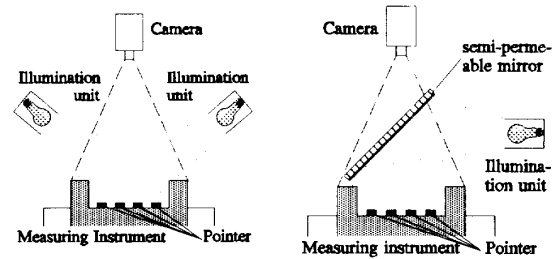 Camera
Illumination
unit
Illumination
unit
Measuring Instrument
Pointer
Camera
semi-perme-
able mirror
Illumina-
tion unit
Measuring instrument
Pointer